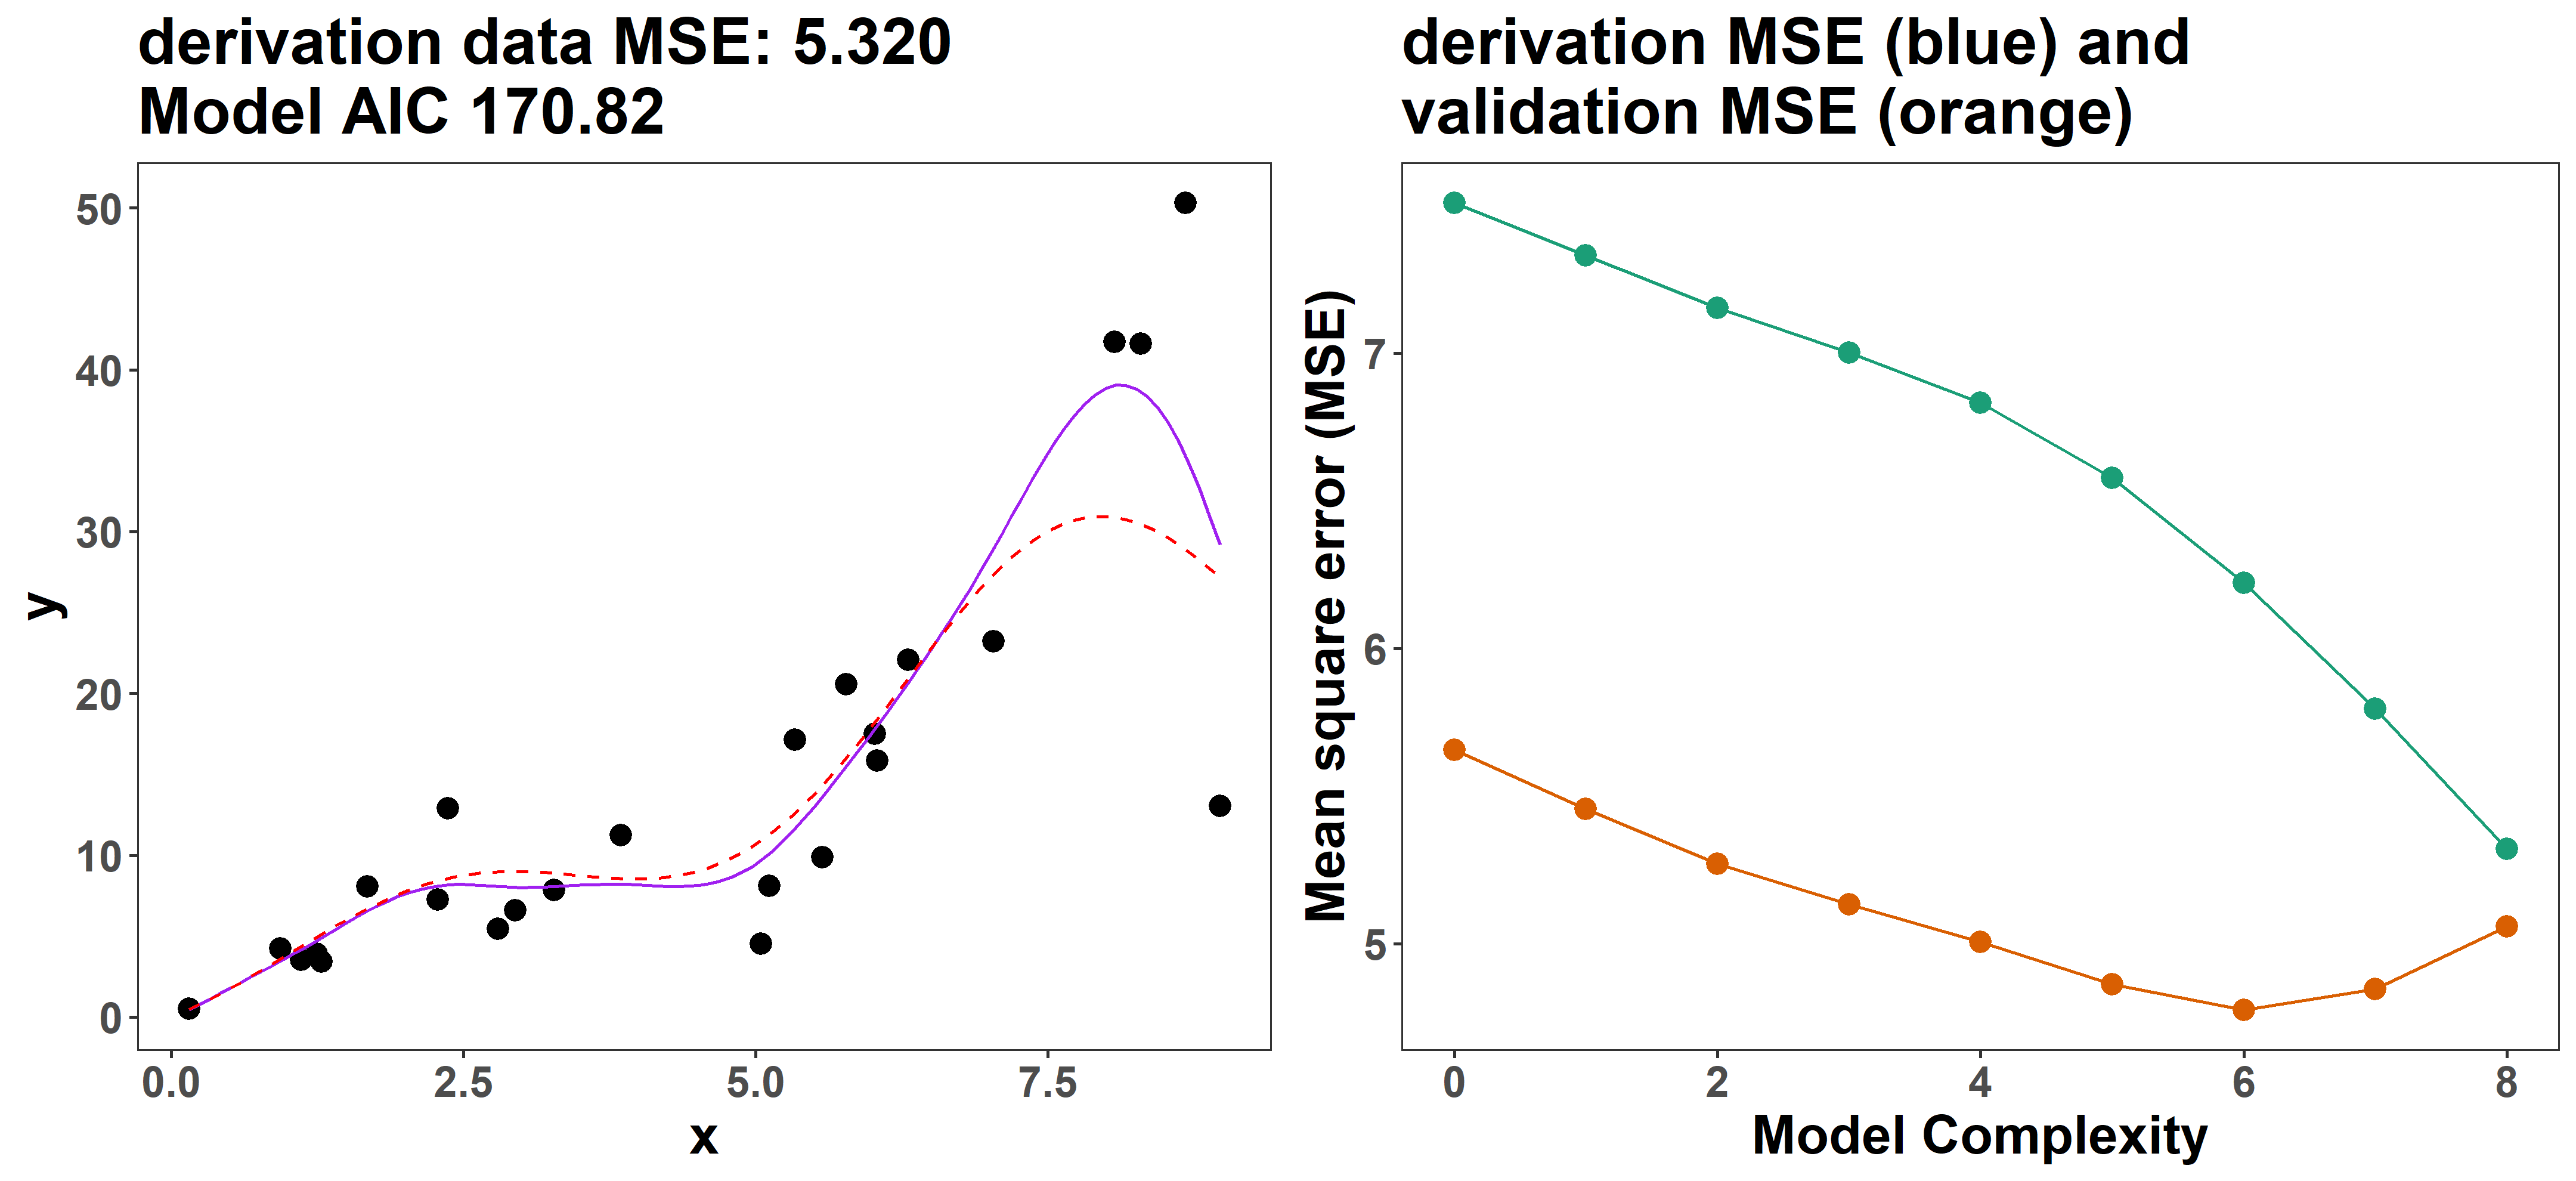 derivation data MSE: 5.320
Model AIC 170.82
50
40
30
20
10
0
y
0.0 2.5 5.0 7.5
x
derivation MSE (blue) and
validation MSE (orange)
Mean square error (MSE)
7
6
5
0 2 4 6 8
Model Complexity